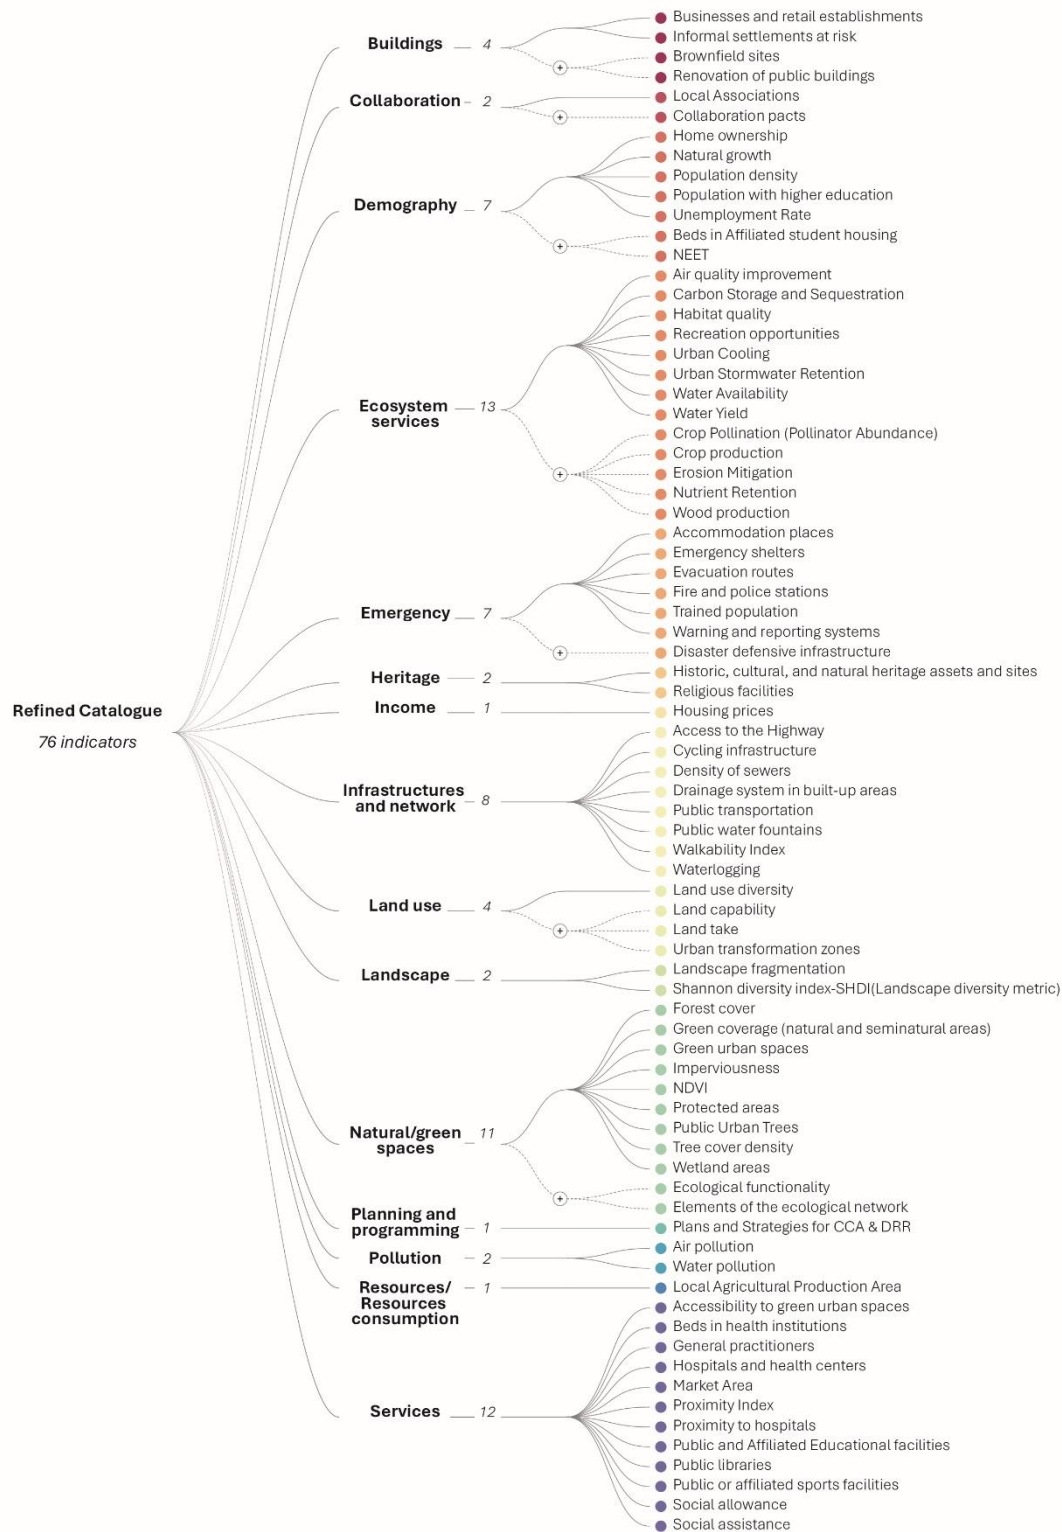 Refined Catalogue
76 indicators
Buildings 4
Businesses and retail establishments
Informal settlements at risk
+
Brownfield sites
Renovation of public buildings
Collaboration 2
Local Associations
+
Collaboration pacts
Demography 7
Home ownership
Natural growth
Population density
Population with higher education
Unemployment Rate
+
Beds in Affiliated student housing
NEET
Ecosystem
services
13
Air quality improvement
Carbon Storage and Sequestration
Habitat quality
Recreation opportunities
Urban Cooling
Urban Stormwater Retention
Water Availability
Water Yield
+
Crop Pollination (Pollinator Abundance)
Crop production
Erosion Mitigation
Nutrient Retention
Wood production
Emergency 7
Accommodation places
Emergency shelters
Evacuation routes
Fire and police stations
Trained population
Warning and reporting systems
+
Disaster defensive infrastructure
Heritage 2
Historic, cultural, and natural heritage assets and sites
Religious facilities
Income 1
Housing prices
Infrastructures
and network
8
Access to the Highway
Cycling infrastructure
Density of sewers
Drainage system in built-up areas
Public transportation
Public water fountains
Walkability Index
Waterlogging
Land use 4
Land use diversity
+
Land capability
Land take
Urban transformation zones
Landscape 2
Landscape fragmentation
Shannon diversity index-SHDI(Landscape diversity metric)
Natural/green
spaces
11
Forest cover
Green coverage (natural and seminatural areas)
Green urban spaces
Imperviousness
NDVI
Protected areas
Public Urban Trees
Tree cover density
Wetland areas
+
Ecological functionality
Elements of the ecological network
Planning and
programming
1
Plans and Strategies for CCA & DRR
Pollution 2
Air pollution
Water pollution
Resources/
Resources
consumption
1
Local Agricultural Production Area
Services 12
Accessibility to green urban spaces
Beds in health institutions
General practitioners
Hospitals and health centers
Market Area
Proximity Index
Proximity to hospitals
Public and Affiliated Educational facilities
Public libraries
Public or affiliated sports facilities
Social allowance
Social assistance